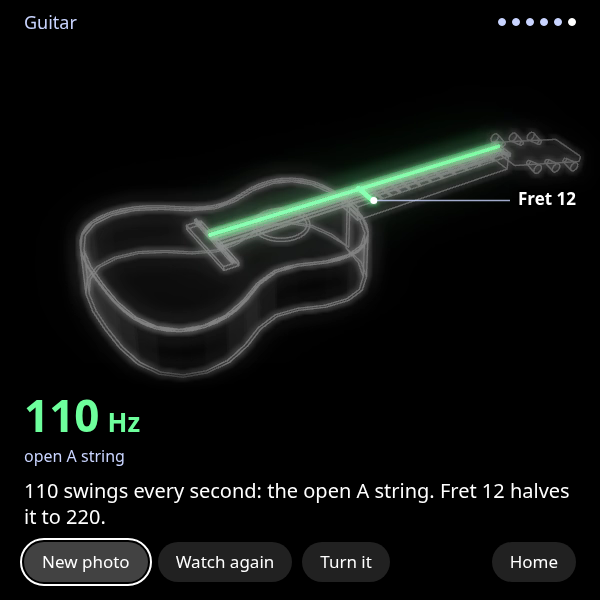 Guitar
Fret 12
110 Hz
open A string
110 swings every second: the open A string. Fret 12 halves
it to 220.
New photo
Watch again
Turn it
Home